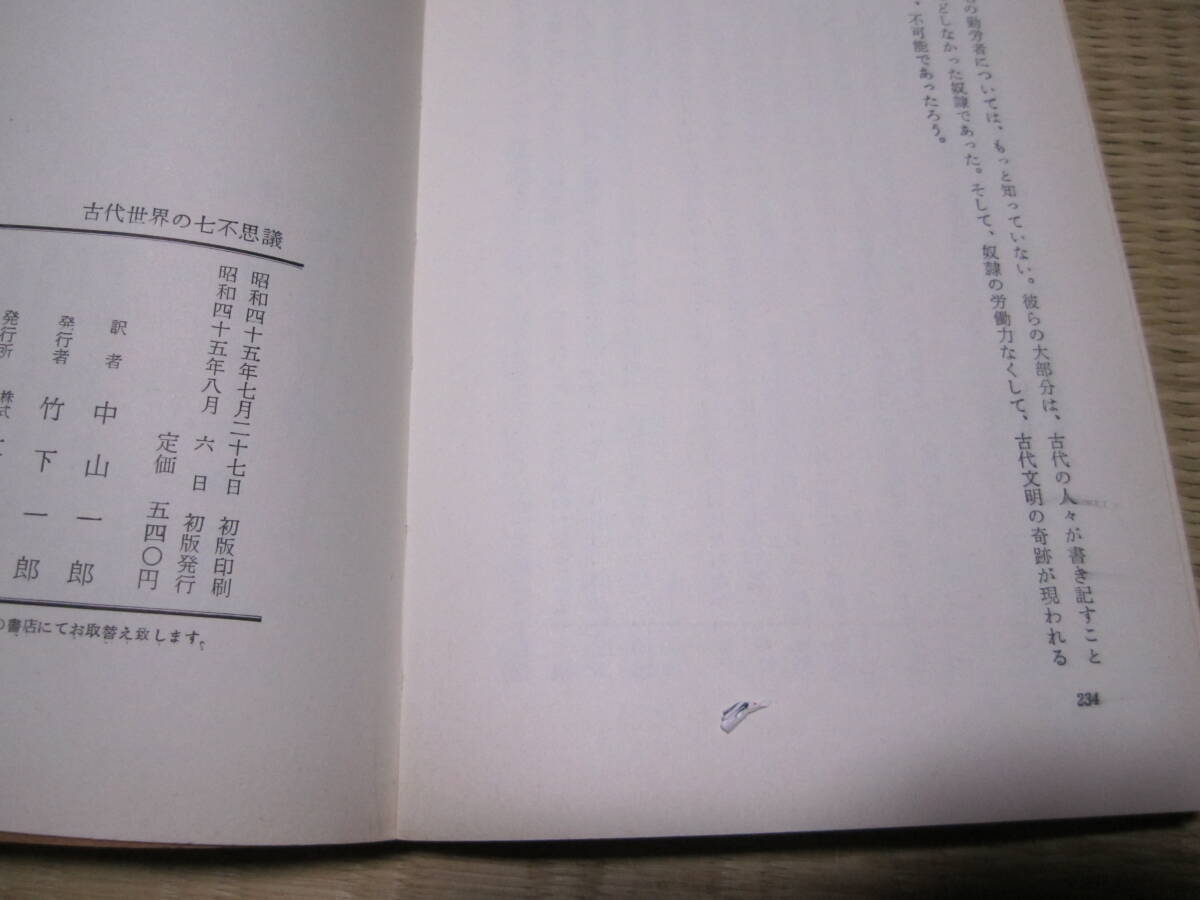 の勤労者については、もっと知っていない。彼らの大部分は、古代の人々が書き記すこと
どしなかった奴隷であった。そして、奴隷の労働力なくして、古代文明の奇跡が現われる
、不可能であったろう。
234
古代世界の七不思議
昭和四十五年七月二十七日 初版印刷
昭和四十五年八月 六 日 初版発行
定価 五四〇円
訳者 中山一郎
発行者 竹下一郎
発行所 株式
書店にてお取替え致します。